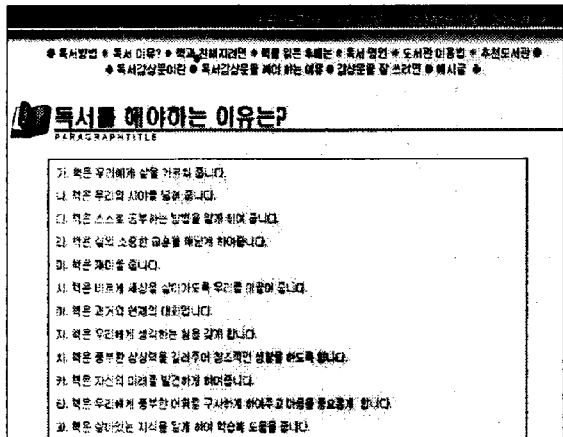 ● 독서방법 ● 독서 이유? ● 책과 친해지려면 ● 책을 읽은 후에는 ● 독서 명언 ● 도서관 이용법 ● 추천도서관 ●
● 독서감상문이란 ● 독서감상문을 써야 하는 이유 ● 감상문을 잘 쓰려면 ● 예시글 ●
독서를 해야하는 이유는?
PARAGRAPHTITLE
가. 책은 우리에게 삶을 가르쳐 줍니다.
나. 책은 우리의 시야를 넓혀 줍니다.
다. 책은 스스로 공부하는 방법을 알게 하여 줍니다.
라. 책은 삶의 소중한 교훈을 깨닫게 하여줍니다.
마. 책은 재미를 줍니다.
사. 책은 바르게 세상을 살아가도록 우리를 이끌어 줍니다.
아. 책은 과거와 현재의 대화입니다.
자. 책은 우리에게 생각하는 힘을 갖게 합니다.
차. 책은 풍부한 상상력을 길러주어 창조적인 생활을 하도록 합니다.
카. 책은 자신의 미래를 발견하게 하여줍니다.
타. 책은 우리에게 풍부한 어휘를 구사하게 하여주고 마음을 풍요롭게 합니다.
파. 책은 살아있는 지식을 알게 하여 학습에 도움을 줍니다.